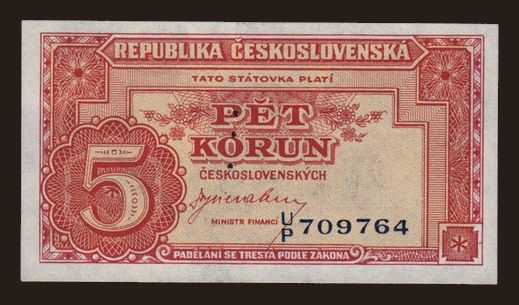 REPUBLIKA ČESKOSLOVENSKÁ
TATO STÁTOVKA PLATÍ
PĚT
KORUN
ČESKOSLOVENSKÝCH
5
MINISTR FINANCÍ
U/P 709764
PADĚLÁNÍ SE TRESTÁ PODLE ZÁKONA